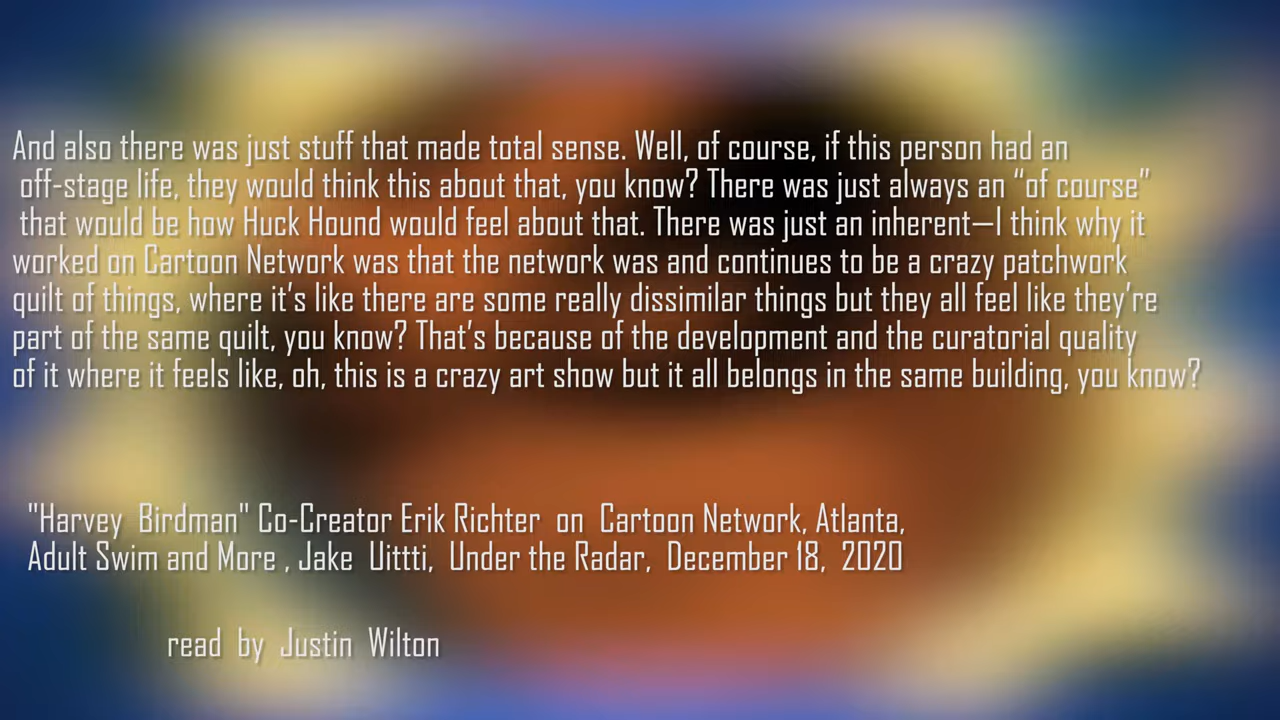 And also there was just stuff that made total sense. Well, of course, if this person had an
off-stage life, they would think this about that, you know? There was just always an “of course”
that would be how Huck Hound would feel about that. There was just an inherent—I think why it
worked on Cartoon Network was that the network was and continues to be a crazy patchwork
quilt of things, where it’s like there are some really dissimilar things but they all feel like they’re
part of the same quilt, you know? That’s because of the development and the curatorial quality
of it where it feels like, oh, this is a crazy art show but it all belongs in the same building, you know?
"Harvey Birdman" Co-Creator Erik Richter on Cartoon Network, Atlanta,
Adult Swim and More , Jake Uittti, Under the Radar, December 18, 2020
read by Justin Wilton